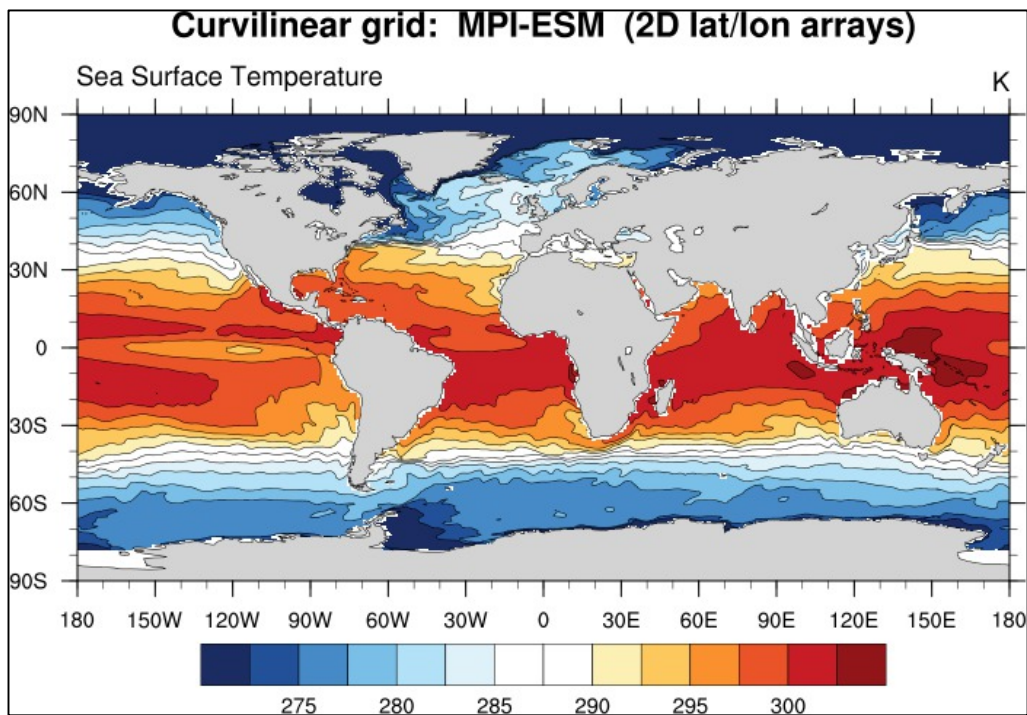 Curvilinear grid: MPI-ESM (2D lat/lon arrays)
Sea Surface Temperature K
90N
60N
30N
0
30S
60S
90S
180 150W 120W 90W 60W 30W 0 30E 60E 90E 120E 150E 180
275 280 285 290 295 300